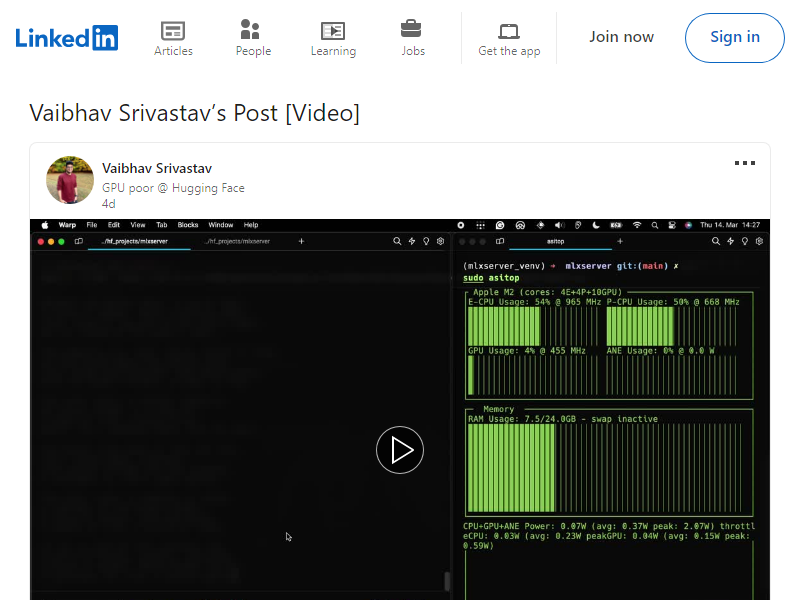 LinkedIn
Articles
People
Learning
Jobs
Get the app
Join now
Sign in
Vaibhav Srivastav’s Post [Video]
Vaibhav Srivastav
GPU poor @ Hugging Face
4d
Warp File Edit View Tab Blocks Window Help
Thu 14. Mar 14:27
../hf_projects/mlxserver
../hf_projects/mlxserver
asitop
(mlxserver_venv) → mlxserver git:(main) ✗
sudo asitop
Apple M2 (cores: 4E+4P+10GPU)
E-CPU Usage: 54% @ 965 MHz P-CPU Usage: 50% @ 668 MHz
GPU Usage: 4% @ 455 MHz ANE Usage: 0% @ 0.0 W
Memory
RAM Usage: 7.5/24.0GB - swap inactive
CPU+GPU+ANE Power: 0.07W (avg: 0.37W peak: 2.07W) throttl
eCPU: 0.03W (avg: 0.23W peakGPU: 0.04W (avg: 0.15W peak:
0.59W)